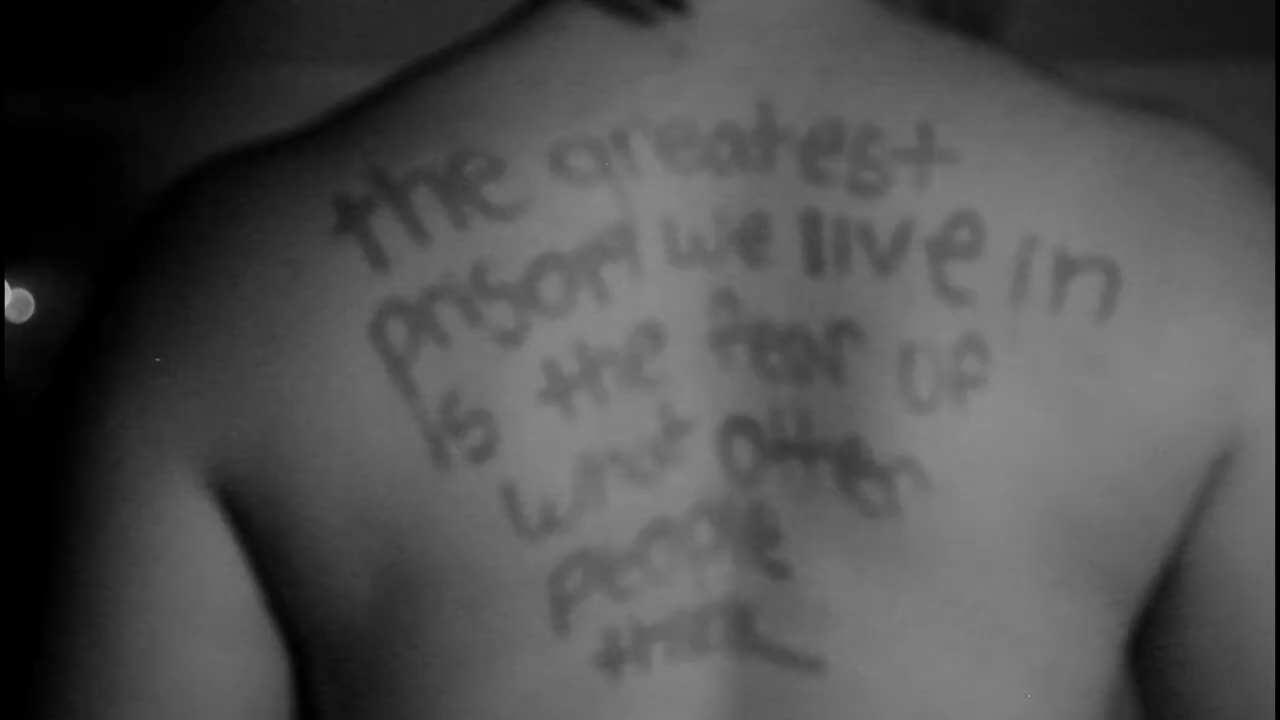 the greatest
prison we live in
is the fear of
what other
people
think